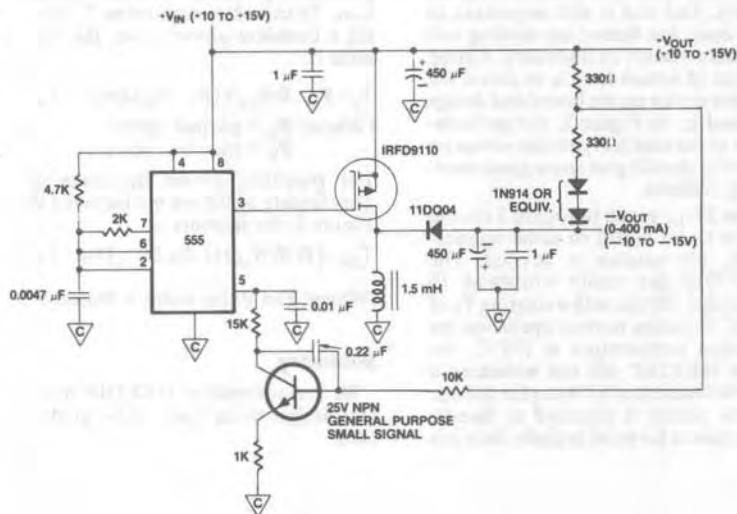 +VIN (+10 TO +15V)
+VOUT
(+10 TO +15V)
1 µF
450 µF
330Ω
330Ω
IRFD9110
1N914 OR
EQUIV.
4
8
4.7K
2K
7
6
2
555
3
5
11DQ04
-VOUT
(0-400 mA)
(-10 TO -15V)
450 µF
1 µF
1.5 mH
0.0047 µF
0.01 µF
15K
0.22 µF
10K
25V NPN
GENERAL PURPOSE
SMALL SIGNAL
1K
C
C
C
C
C
C
C
C